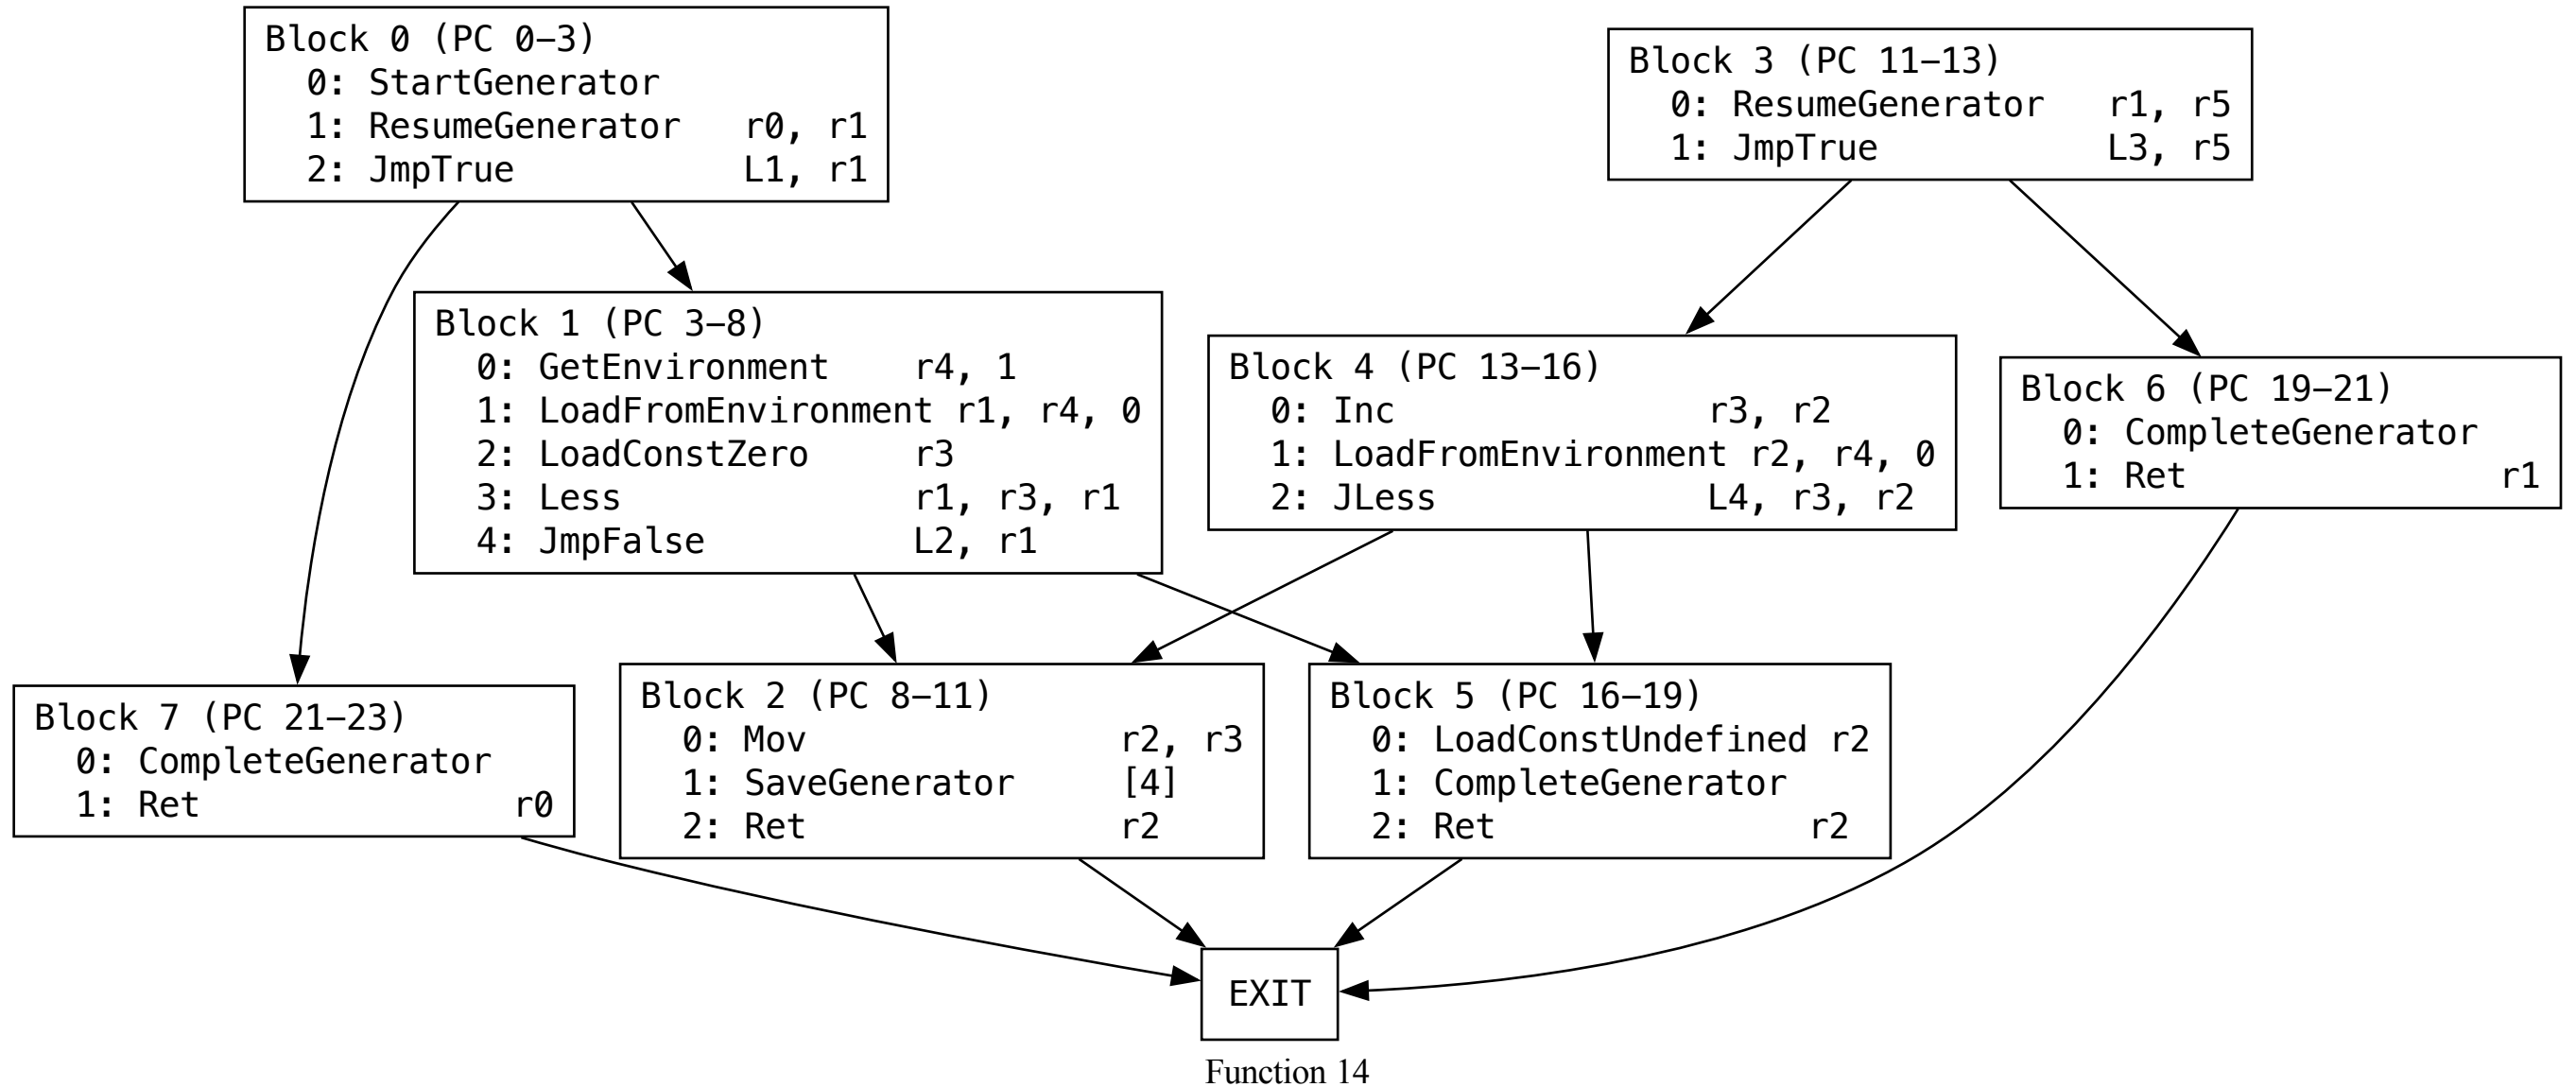 Block 0 (PC 0–3)
0: StartGenerator
1: ResumeGenerator r0, r1
2: JmpTrue L1, r1
Block 3 (PC 11–13)
0: ResumeGenerator r1, r5
1: JmpTrue L3, r5
Block 1 (PC 3–8)
0: GetEnvironment r4, 1
1: LoadFromEnvironment r1, r4, 0
2: LoadConstZero r3
3: Less r1, r3, r1
4: JmpFalse L2, r1
Block 4 (PC 13–16)
0: Inc r3, r2
1: LoadFromEnvironment r2, r4, 0
2: JLess L4, r3, r2
Block 6 (PC 19–21)
0: CompleteGenerator
1: Ret r1
Block 7 (PC 21–23)
0: CompleteGenerator
1: Ret r0
Block 2 (PC 8–11)
0: Mov r2, r3
1: SaveGenerator [4]
2: Ret r2
Block 5 (PC 16–19)
0: LoadConstUndefined r2
1: CompleteGenerator
2: Ret r2
EXIT
Function 14